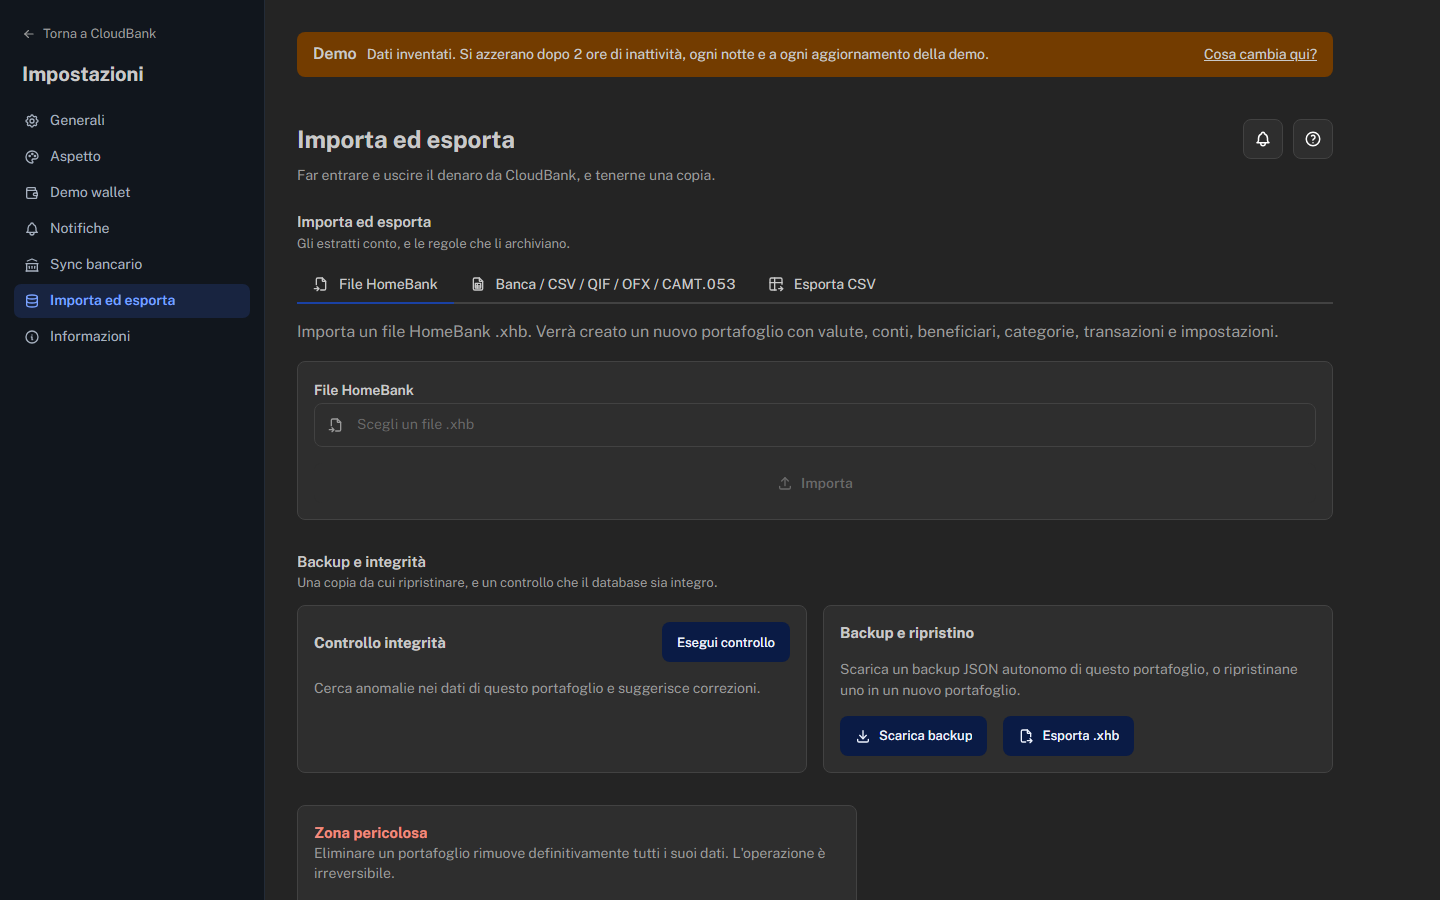 Torna a CloudBank
Impostazioni
Generali
Aspetto
Demo wallet
Notifiche
Sync bancario
Importa ed esporta
Informazioni
Demo Dati inventati. Si azzerano dopo 2 ore di inattività, ogni notte e a ogni aggiornamento della demo. Cosa cambia qui?
Importa ed esporta
Far entrare e uscire il denaro da CloudBank, e tenerne una copia.
Importa ed esporta
Gli estratti conto, e le regole che li archiviano.
File HomeBank Banca / CSV / QIF / OFX / CAMT.053 Esporta CSV
Importa un file HomeBank .xhb. Verrà creato un nuovo portafoglio con valute, conti, beneficiari, categorie, transazioni e impostazioni.
File HomeBank
Scegli un file .xhb
Importa
Backup e integrità
Una copia da cui ripristinare, e un controllo che il database sia integro.
Controllo integrità
Esegui controllo
Cerca anomalie nei dati di questo portafoglio e suggerisce correzioni.
Backup e ripristino
Scarica un backup JSON autonomo di questo portafoglio, o ripristinane
uno in un nuovo portafoglio.
Scarica backup Esporta .xhb
Zona pericolosa
Eliminare un portafoglio rimuove definitivamente tutti i suoi dati. L'operazione è
irreversibile.